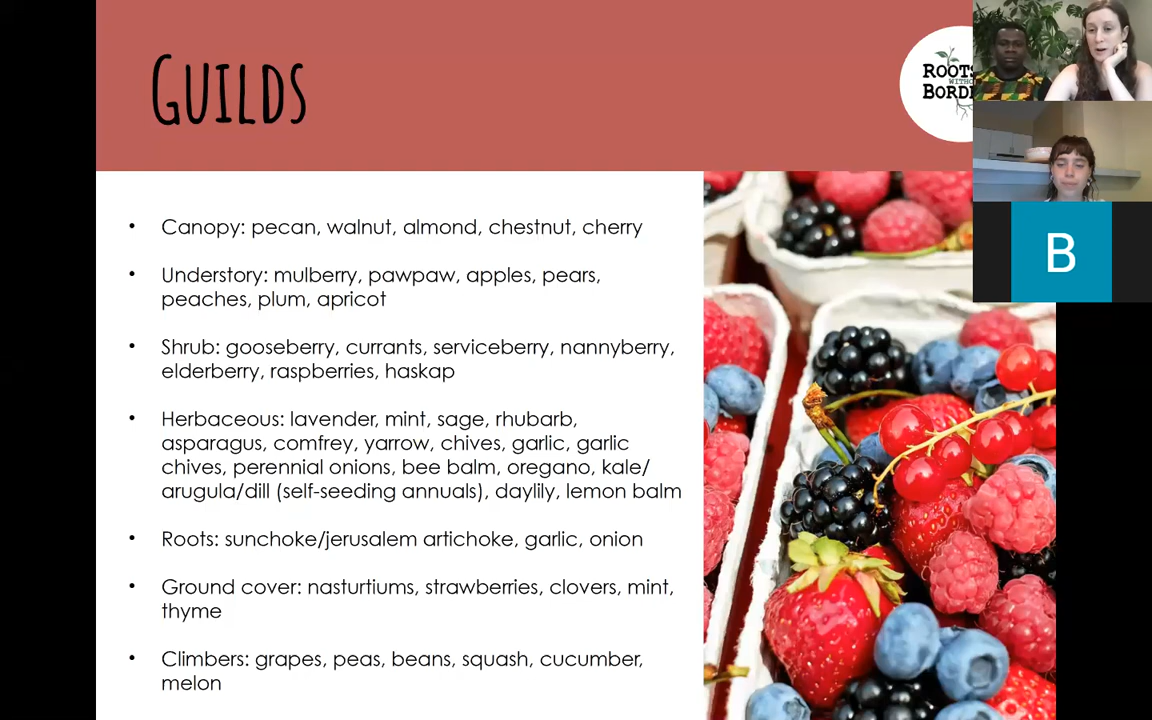 GUILDS
ROOTS
WITHO
BORDE
• Canopy: pecan, walnut, almond, chestnut, cherry
• Understory: mulberry, pawpaw, apples, pears,
peaches, plum, apricot
• Shrub: gooseberry, currants, serviceberry, nannyberry,
elderberry, raspberries, haskap
• Herbaceous: lavender, mint, sage, rhubarb,
asparagus, comfrey, yarrow, chives, garlic, garlic
chives, perennial onions, bee balm, oregano, kale/
arugula/dill (self-seeding annuals), daylily, lemon balm
• Roots: sunchoke/jerusalem artichoke, garlic, onion
• Ground cover: nasturtiums, strawberries, clovers, mint,
thyme
• Climbers: grapes, peas, beans, squash, cucumber,
melon
B